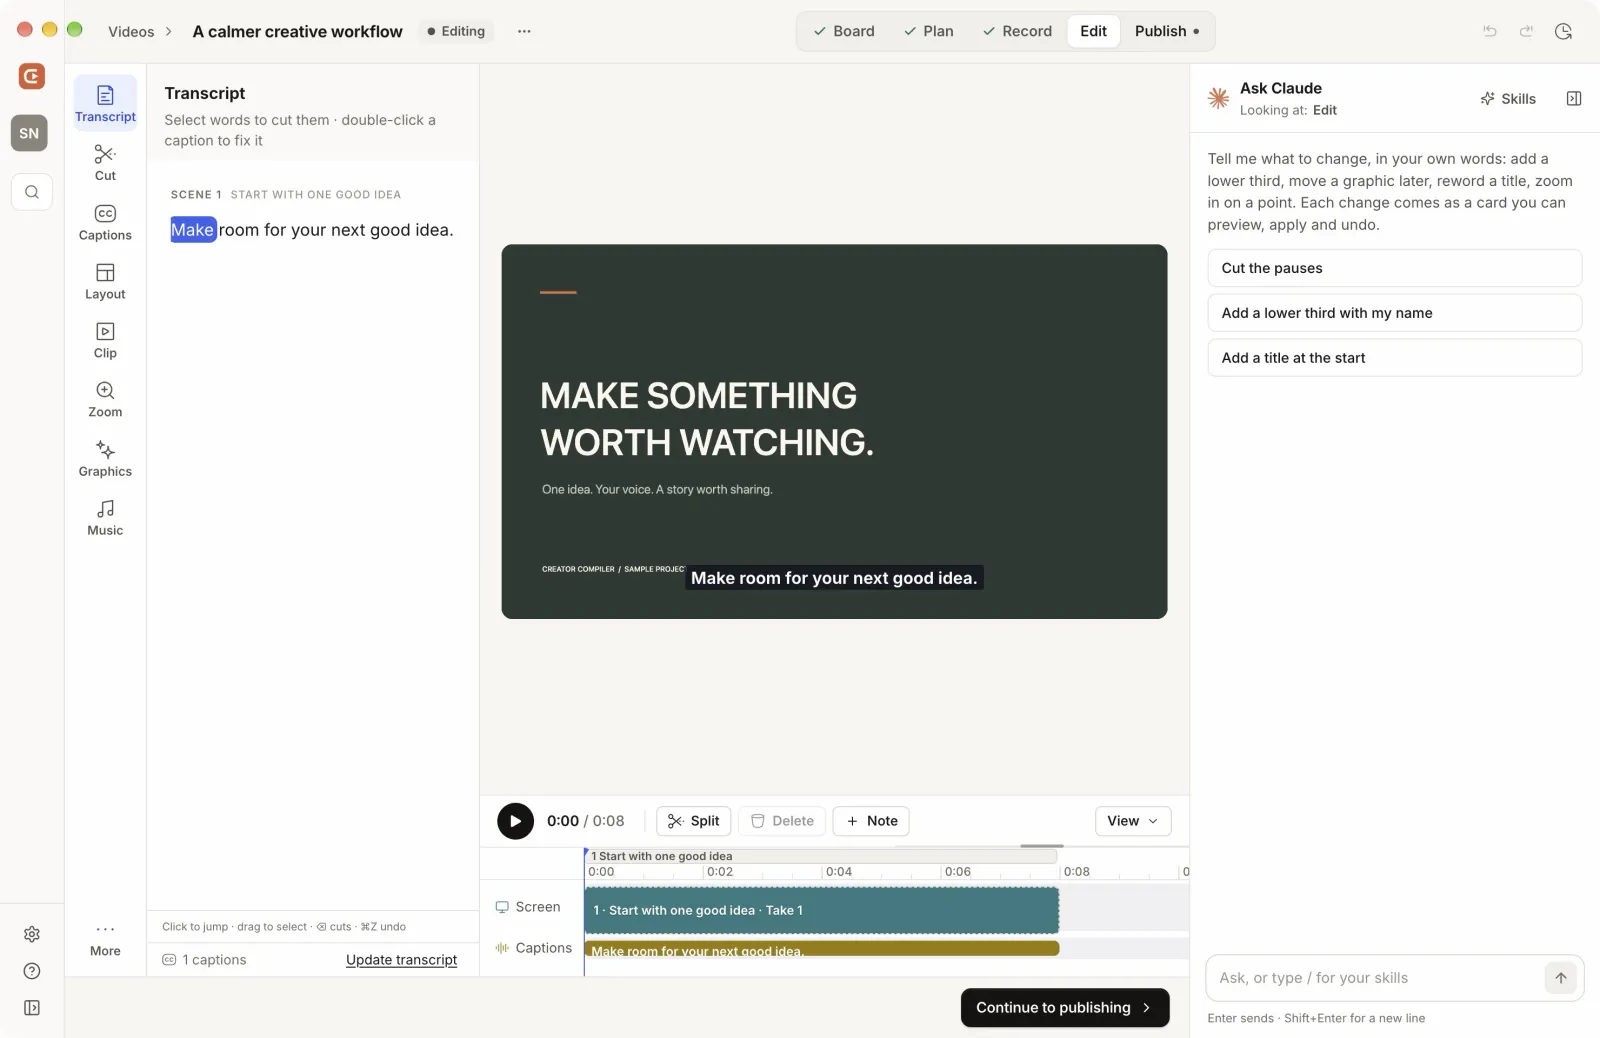 Videos
A calmer creative workflow
Editing
Board
Plan
Record
Edit
Publish
SN
Transcript
Cut
Captions
Layout
Clip
Zoom
Graphics
Music
More
Transcript
Select words to cut them · double-click a
caption to fix it
SCENE 1 START WITH ONE GOOD IDEA
Make room for your next good idea.
Click to jump · drag to select · ⌫ cuts · ⌘Z undo
1 captions
Update transcript
MAKE SOMETHING
WORTH WATCHING.
One idea. Your voice. A story worth sharing.
CREATOR COMPILER / SAMPLE PROJECT
Make room for your next good idea.
0:00 / 0:08
Split
Delete
+ Note
View
1 Start with one good idea
0:00 0:02 0:04 0:06 0:08
Screen
1 · Start with one good idea · Take 1
Captions
Make room for your next good idea.
Continue to publishing
Ask Claude
Looking at: Edit
Skills
Tell me what to change, in your own words: add a
lower third, move a graphic later, reword a title, zoom
in on a point. Each change comes as a card you can
preview, apply and undo.
Cut the pauses
Add a lower third with my name
Add a title at the start
Ask, or type / for your skills
Enter sends · Shift+Enter for a new line